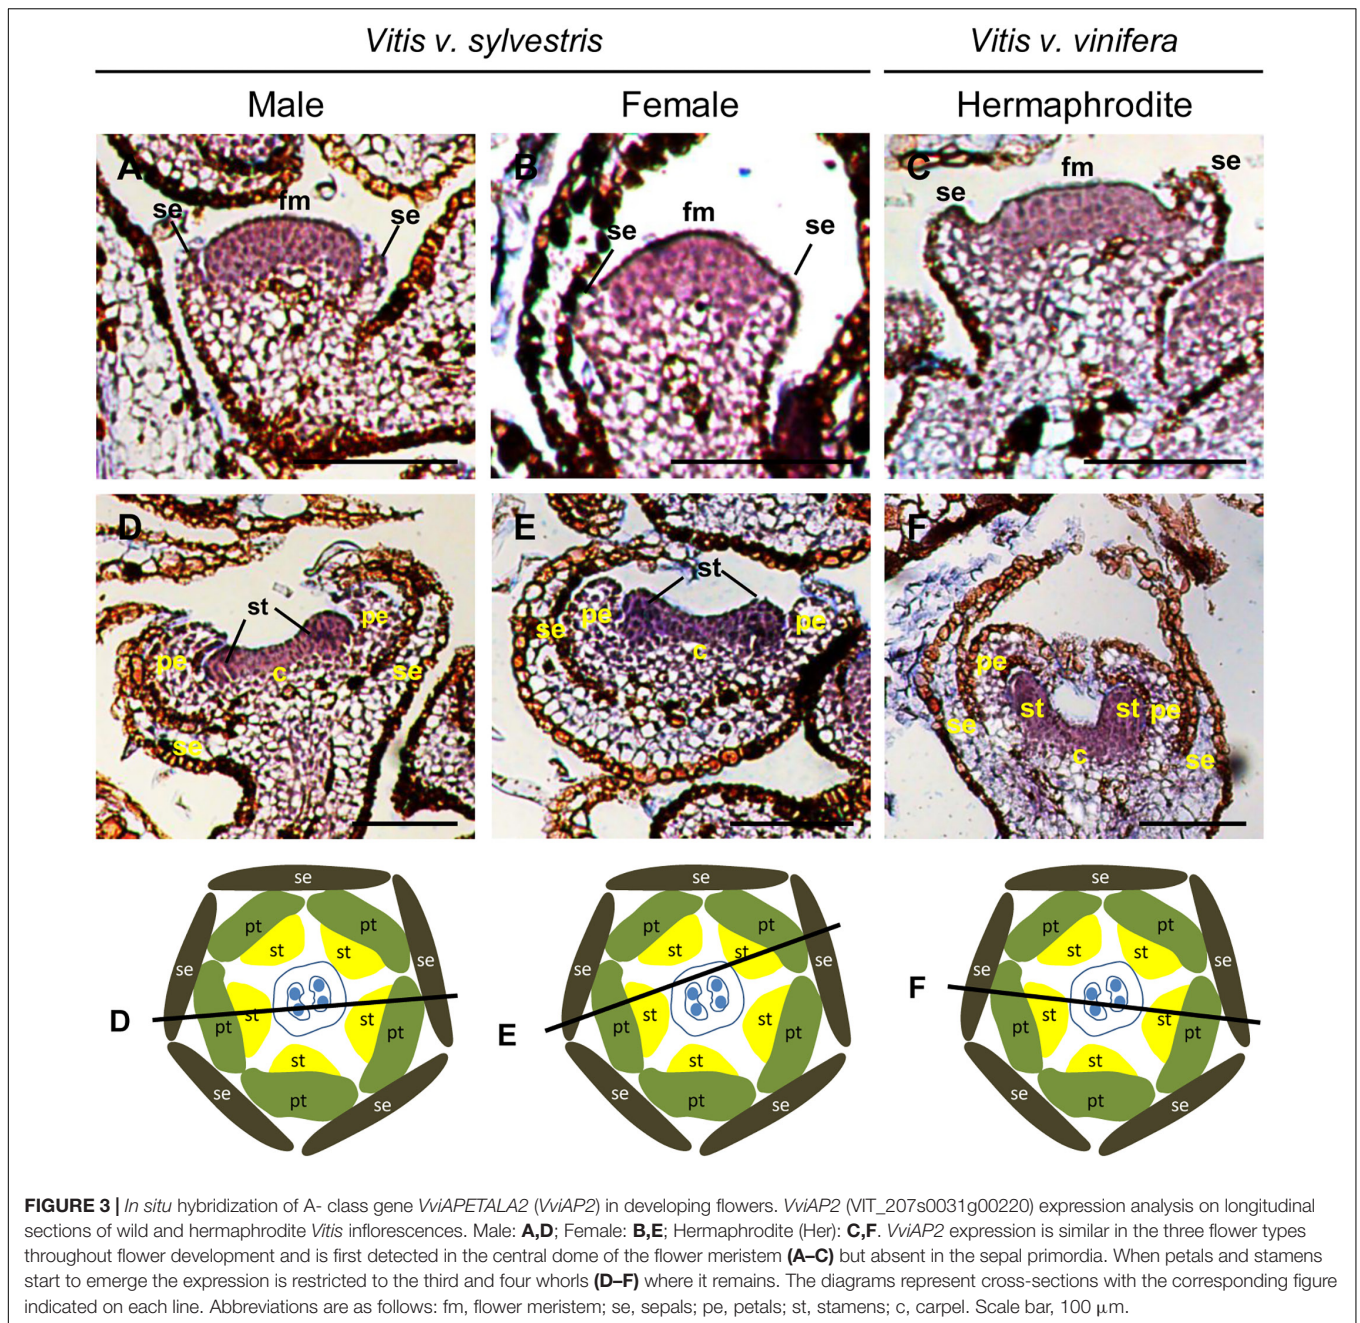 Vitis v. sylvestris
Vitis v. vinifera
Male
Female
Hermaphrodite
A
se
fm
se
B
se
fm
se
C
se
fm
se
D
st
pe
pe
c
se
se
E
st
pe
pe
se
c
F
pe
st
st
pe
se
c
se
se
pt
pt
st
st
se
se
D
pt
st
st
pt
st
pt
se
se
se
pt
pt
st
st
se
se
E
pt
st
st
pt
st
pt
se
se
se
pt
pt
st
st
se
se
F
pt
st
st
pt
st
pt
se
se
FIGURE 3 | In situ hybridization of A- class gene VviAPETALA2 (VviAP2) in developing flowers. VviAP2 (VIT_207s0031g00220) expression analysis on longitudinal
sections of wild and hermaphrodite Vitis inflorescences. Male: A,D; Female: B,E; Hermaphrodite (Her): C,F. VviAP2 expression is similar in the three flower types
throughout flower development and is first detected in the central dome of the flower meristem (A–C) but absent in the sepal primordia. When petals and stamens
start to emerge the expression is restricted to the third and four whorls (D–F) where it remains. The diagrams represent cross-sections with the corresponding figure
indicated on each line. Abbreviations are as follows: fm, flower meristem; se, sepals; pe, petals; st, stamens; c, carpel. Scale bar, 100 μm.